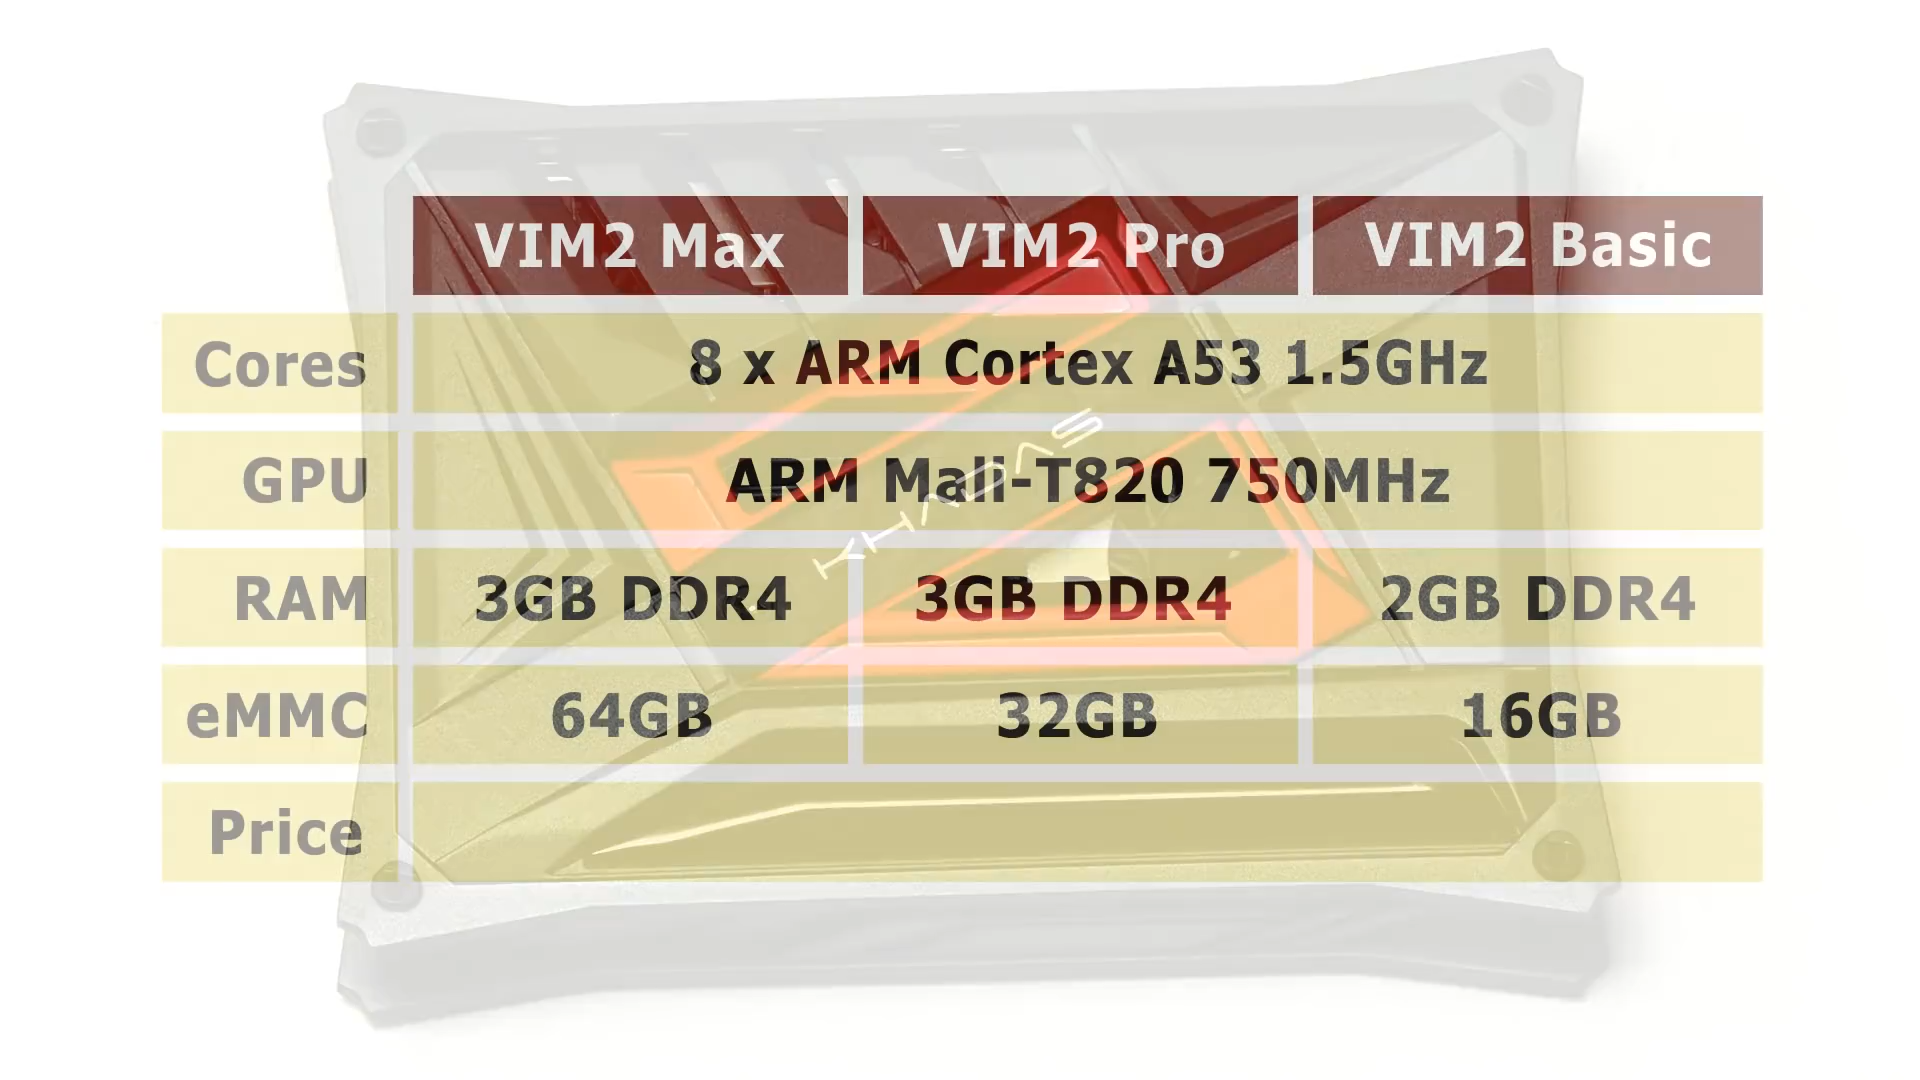 VIM2 Max VIM2 Pro VIM2 Basic
Cores 8 x ARM Cortex A53 1.5GHz
GPU ARM Mali-T820 750MHz
KHADAS
RAM 3GB DDR4 3GB DDR4 2GB DDR4
eMMC 64GB 32GB 16GB
Price